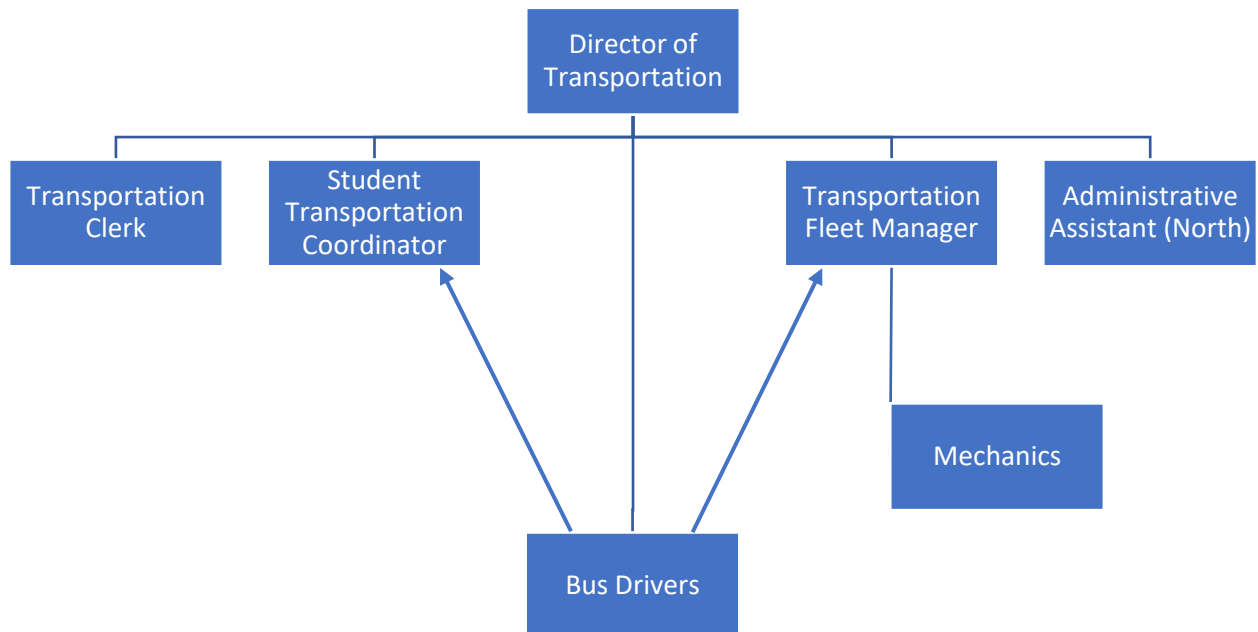 Director of
Transportation
Transportation
Clerk
Student
Transportation
Coordinator
Transportation
Fleet Manager
Administrative
Assistant (North)
Mechanics
Bus Drivers